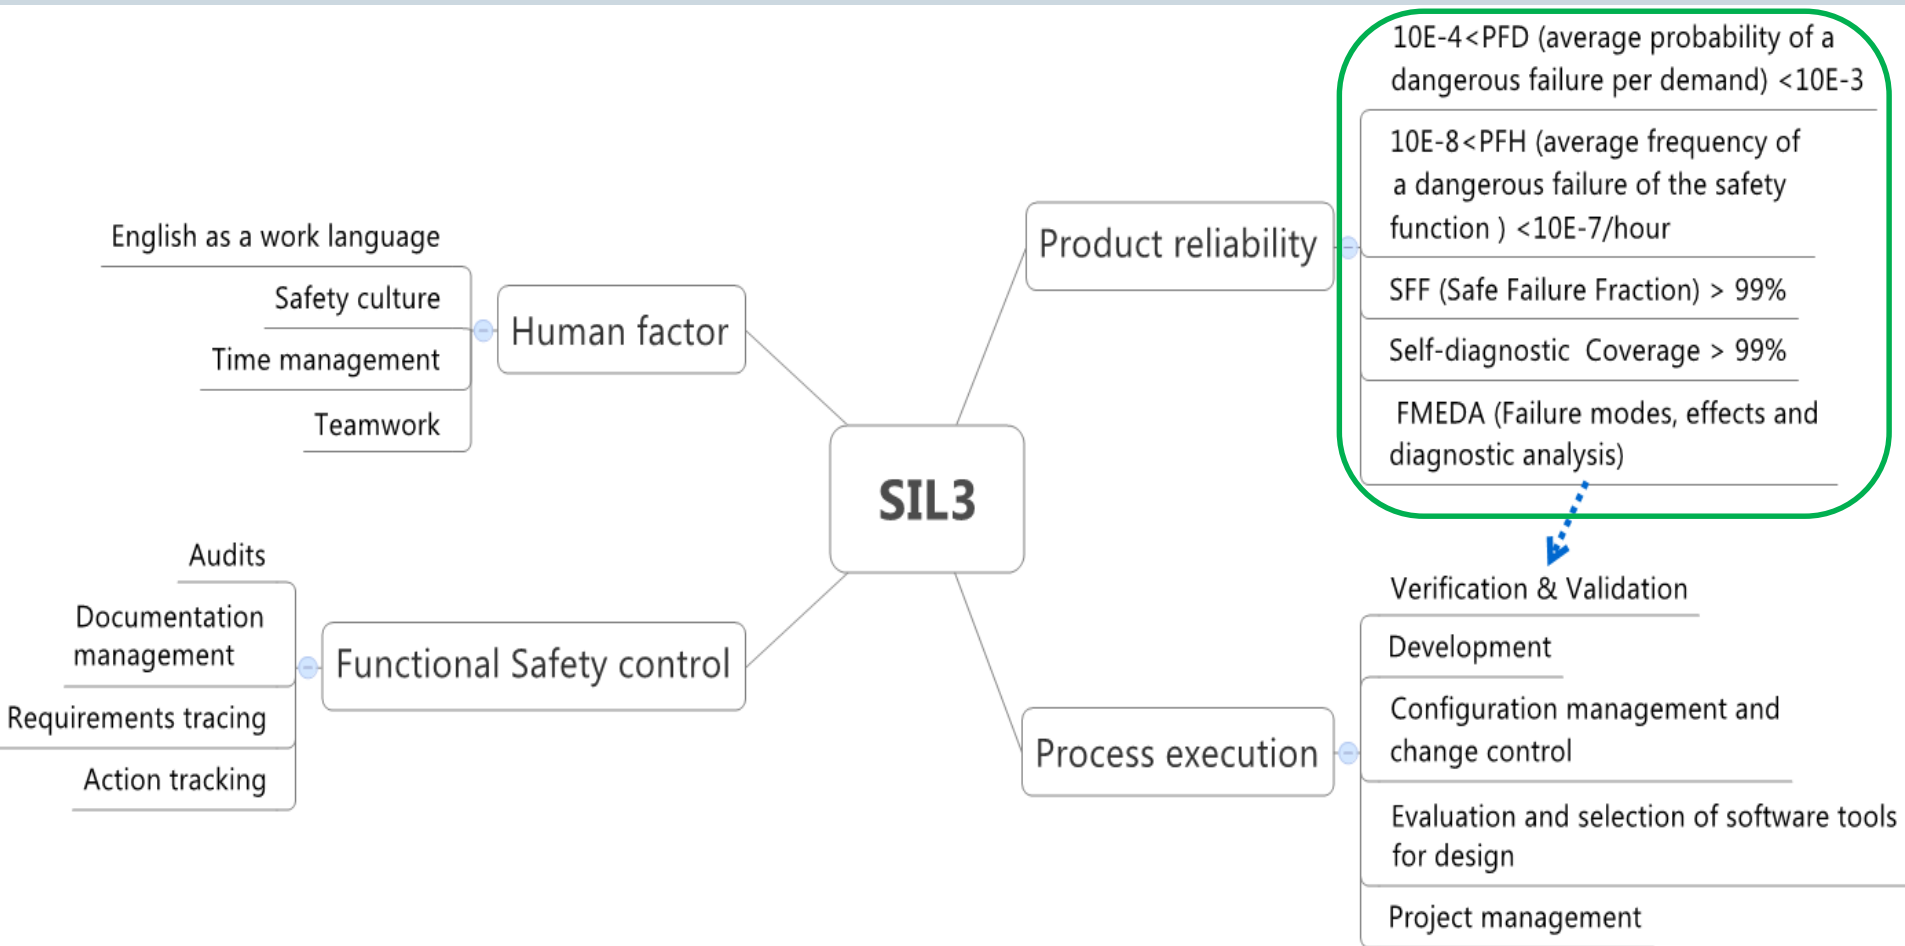 10E-4<PFD (average probability of a
dangerous failure per demand) <10E-3
10E-8<PFH (average frequency of
a dangerous failure of the safety
function ) <10E-7/hour
SFF (Safe Failure Fraction) > 99%
Self-diagnostic Coverage > 99%
FMEDA (Failure modes, effects and
diagnostic analysis)
Product reliability
English as a work language
Safety culture
Time management
Teamwork
Human factor
SIL3
Audits
Documentation
management
Requirements tracing
Action tracking
Functional Safety control
Process execution
Verification & Validation
Development
Configuration management and
change control
Evaluation and selection of software tools
for design
Project management